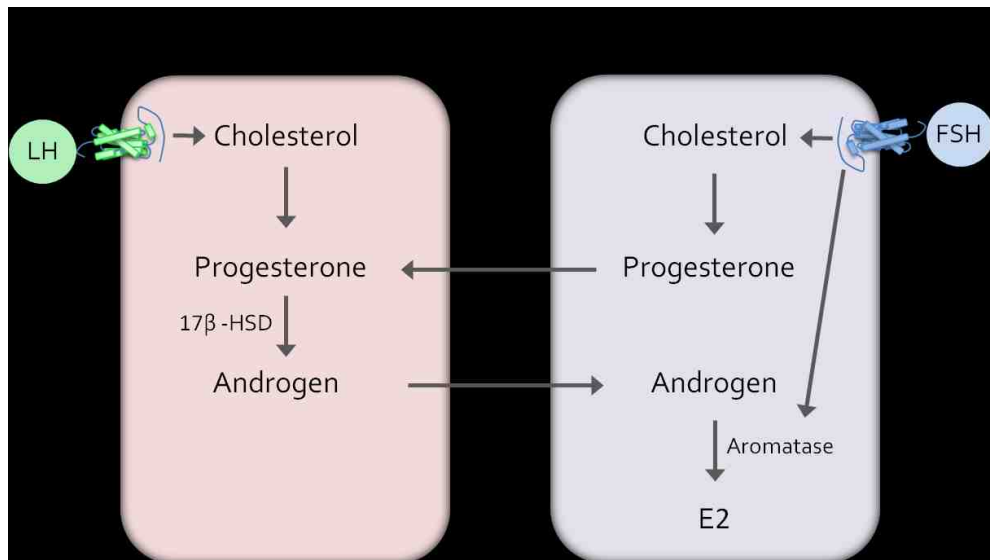 LH
Cholesterol
Cholesterol
FSH
Progesterone
Progesterone
17β -HSD
Androgen
Androgen
Aromatase
E2